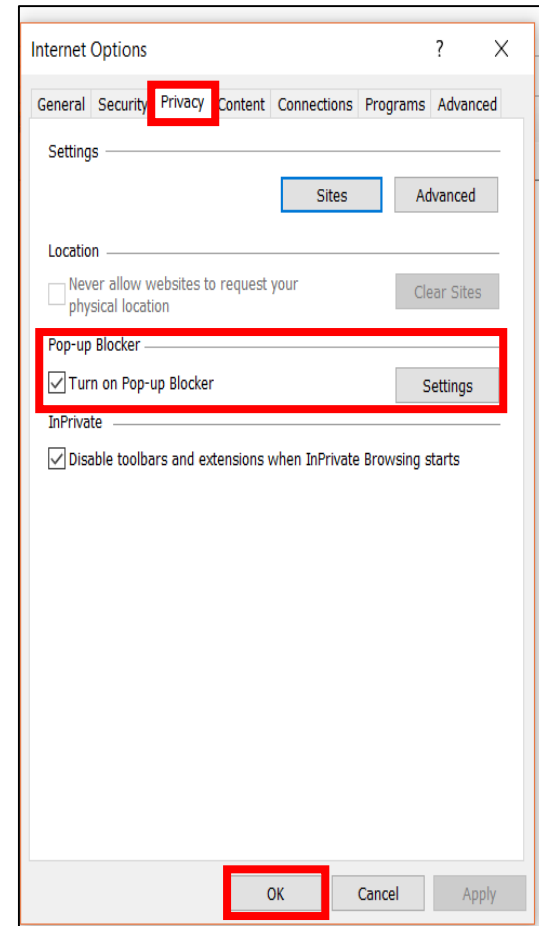 Internet Options ? X
General Security Privacy Content Connections Programs Advanced
Settings
Sites Advanced
Location
Never allow websites to request your
physical location
Clear Sites
Pop-up Blocker
Turn on Pop-up Blocker Settings
InPrivate
Disable toolbars and extensions when InPrivate Browsing starts
OK Cancel Apply